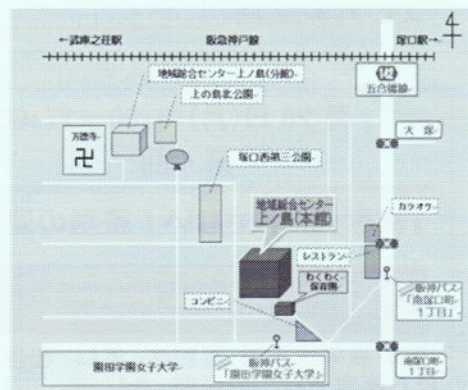 ←武庫之荘駅
阪急神戸線
塚口駅→
地域総合センター上ノ島(分館)
上の島北公園
142
五合橋線
万徳寺
卍
大塚
塚口西第三公園
地域総合センター
上ノ島(本館)
カラオケ
レストラン
わくわく
保育園
コンビニ
阪神バス
「南塚口町
1丁目」
園田学園女子大学
阪神バス
「園田学園女子大学」
南塚口町
1丁目